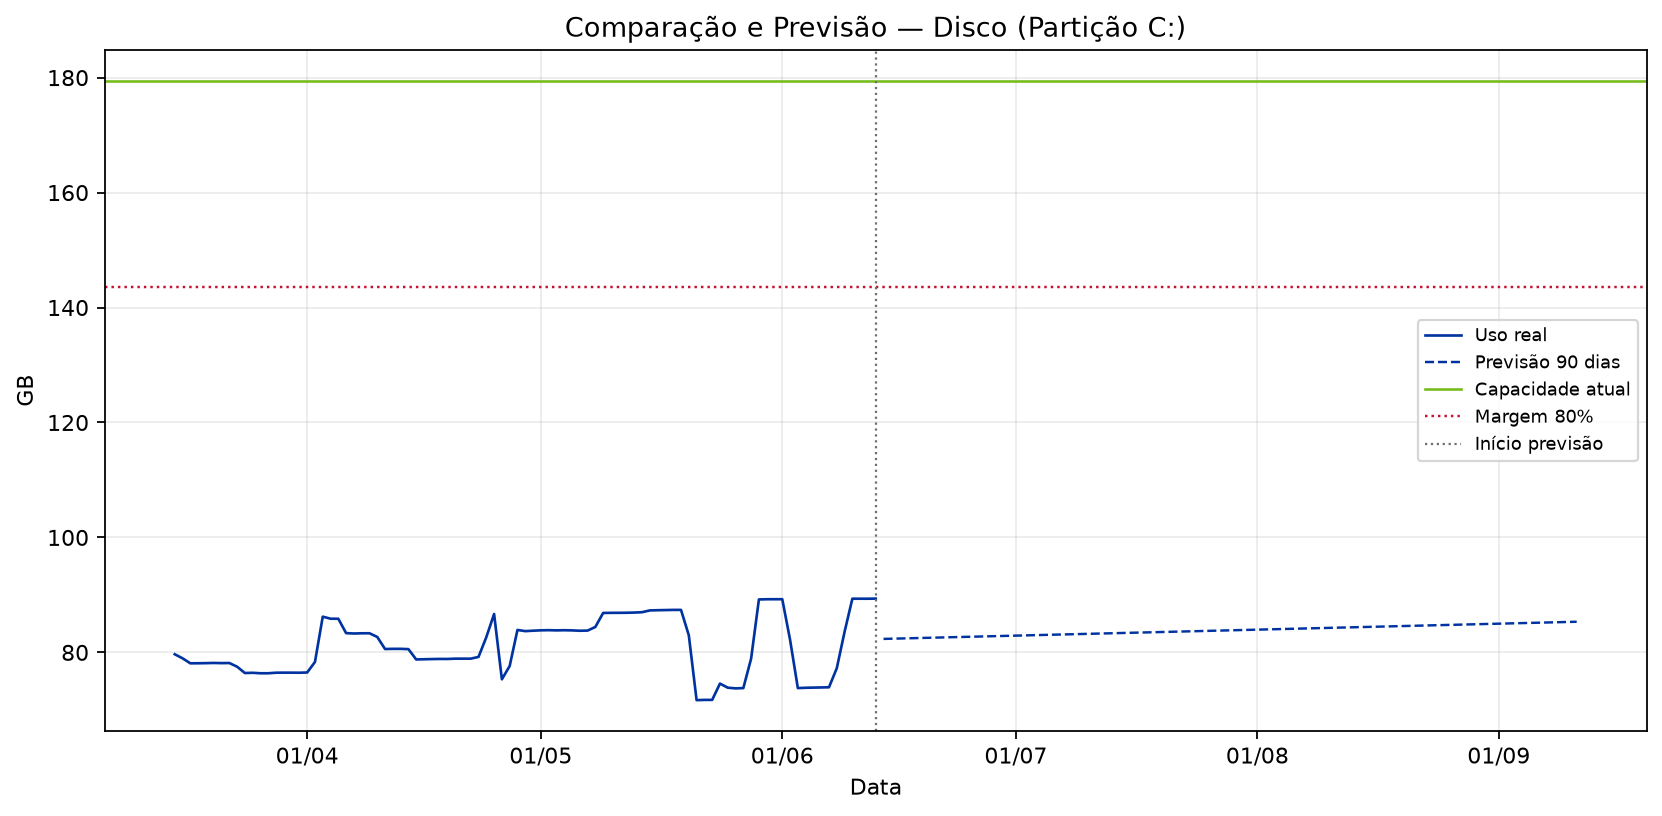 Comparação e Previsão — Disco (Partição C:)
180
160
140
120
100
80
GB
Uso real
Previsão 90 dias
Capacidade atual
Margem 80%
Início previsão
01/04
01/05
01/06
01/07
01/08
01/09
Data